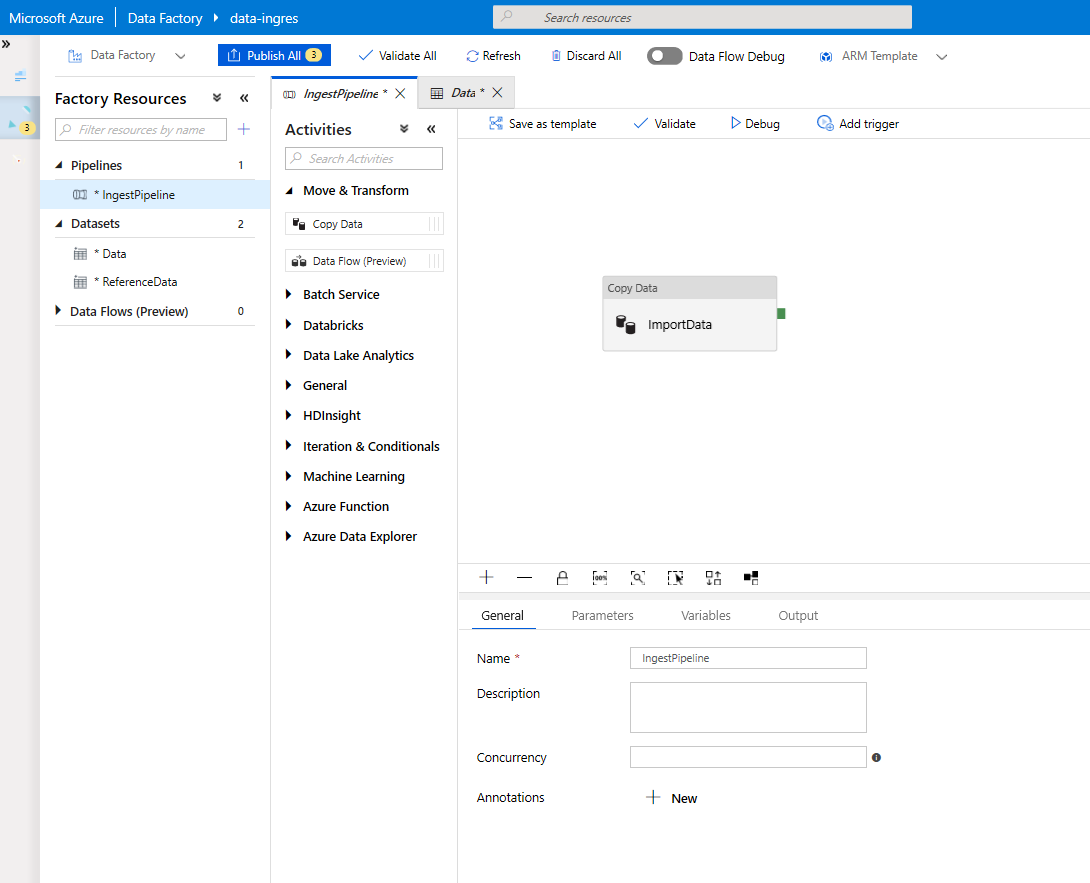 Microsoft Azure Data Factory data-ingres Search resources
»
Data Factory Publish All 3 Validate All Refresh Discard All Data Flow Debug ARM Template
3
Factory Resources
Filter resources by name
Pipelines 1
* IngestPipeline
Datasets 2
* Data
* ReferenceData
Data Flows (Preview) 0
IngestPipeline * Data *
Activities
Search Activities
Move & Transform
Copy Data
Data Flow (Preview)
Batch Service
Databricks
Data Lake Analytics
General
HDInsight
Iteration & Conditionals
Machine Learning
Azure Function
Azure Data Explorer
Save as template Validate Debug Add trigger
Copy Data
ImportData
100%
General Parameters Variables Output
Name * IngestPipeline
Description
Concurrency
Annotations New